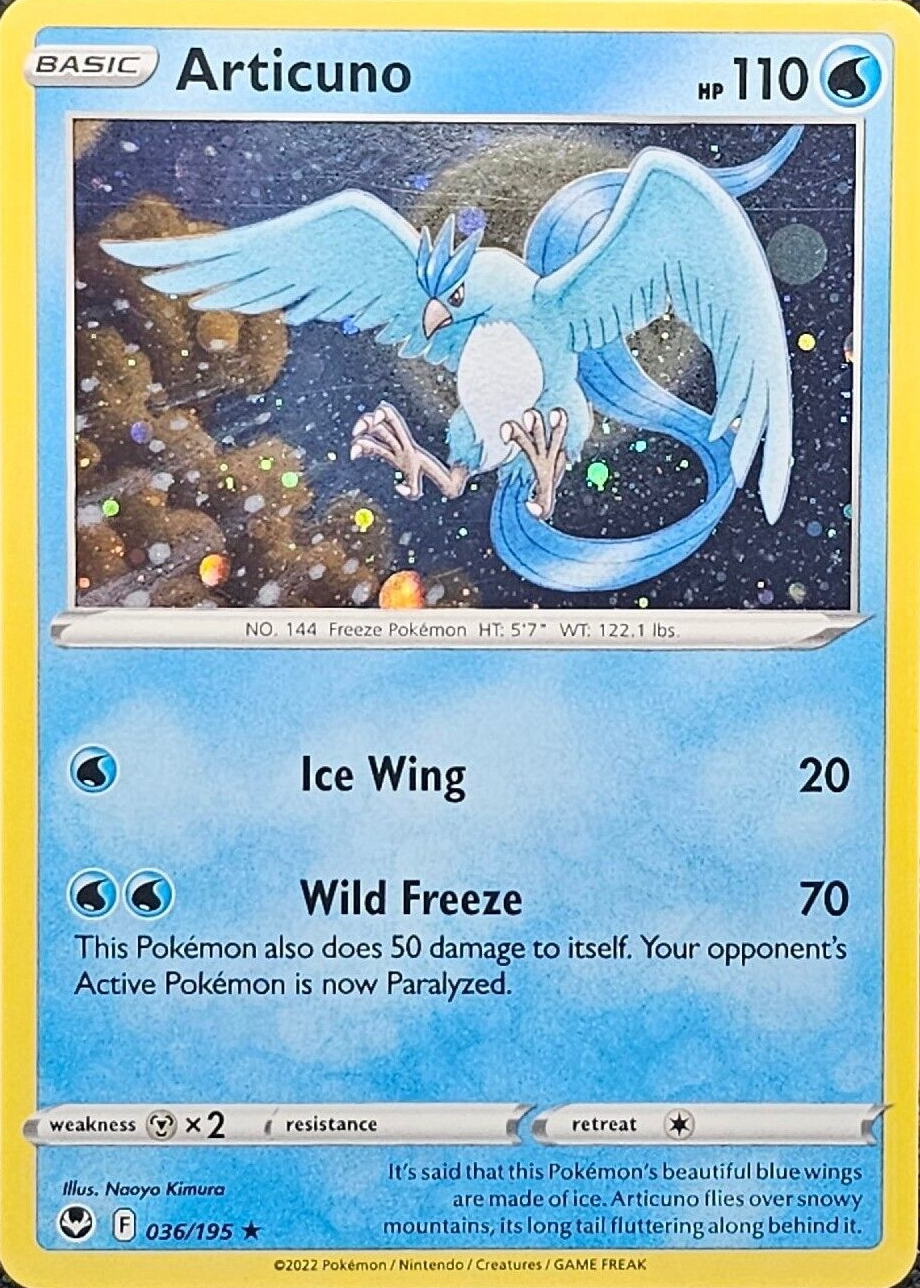 BASIC Articuno HP 110
NO. 144 Freeze Pokémon HT: 5'7" WT: 122.1 lbs.
Ice Wing 20
Wild Freeze 70
This Pokémon also does 50 damage to itself. Your opponent's
Active Pokémon is now Paralyzed.
weakness ×2 resistance retreat
Illus. Naoyo Kimura
F 036/195 ★
It's said that this Pokémon's beautiful blue wings
are made of ice. Articuno flies over snowy
mountains, its long tail fluttering along behind it.
©2022 Pokémon / Nintendo / Creatures / GAME FREAK